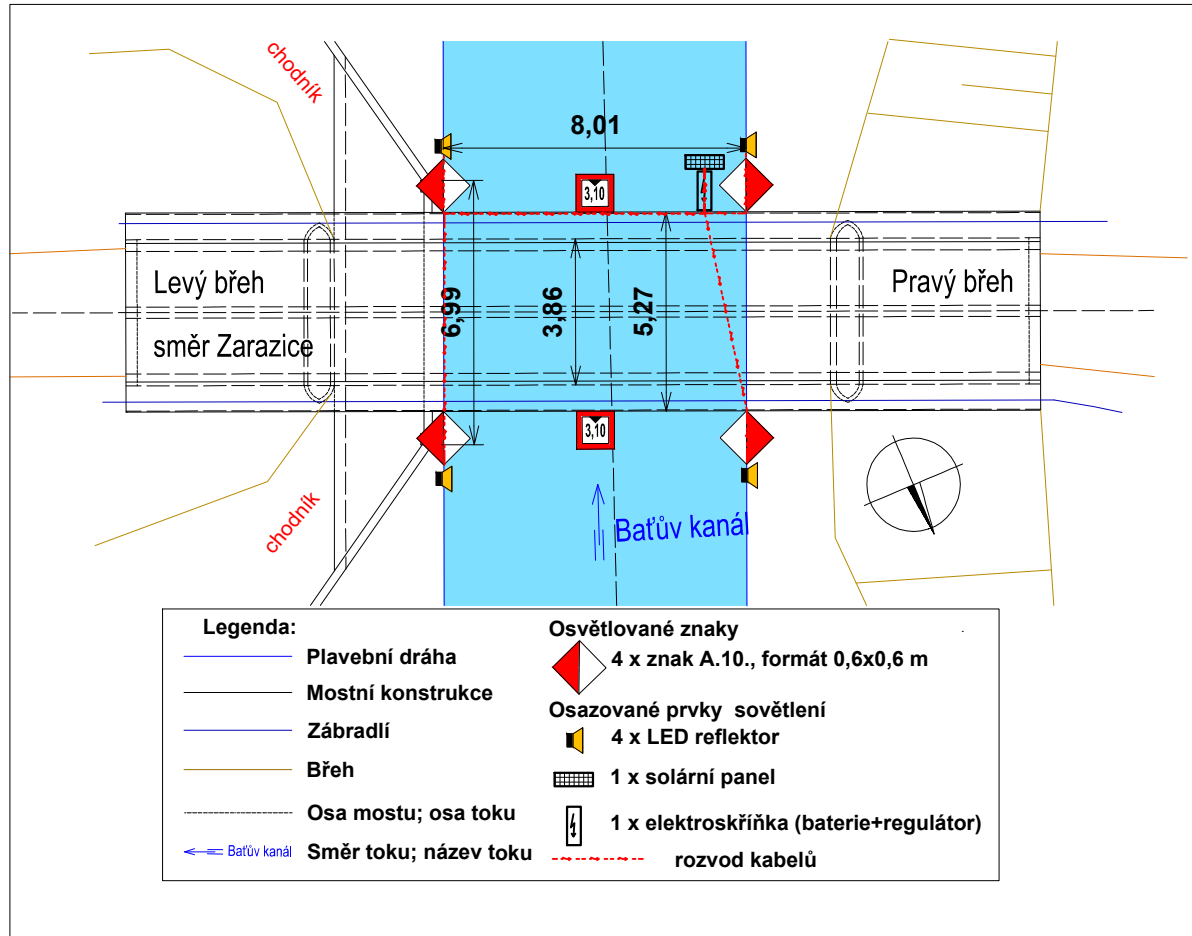 chodník
8,01
3,10
Levý břeh
Pravý břeh
6,99
3,86
5,27
směr Zarazice
3,10
chodník
Baťův kanál
Legenda:
Plavební dráha
Mostní konstrukce
Zábradlí
Břeh
Osa mostu; osa toku
Baťův kanál Směr toku; název toku
Osvětlované znaky
4 x znak A.10., formát 0,6x0,6 m
Osazované prvky sovětlení
4 x LED reflektor
1 x solární panel
1 x elektroskříňka (baterie+regulátor)
rozvod kabelů